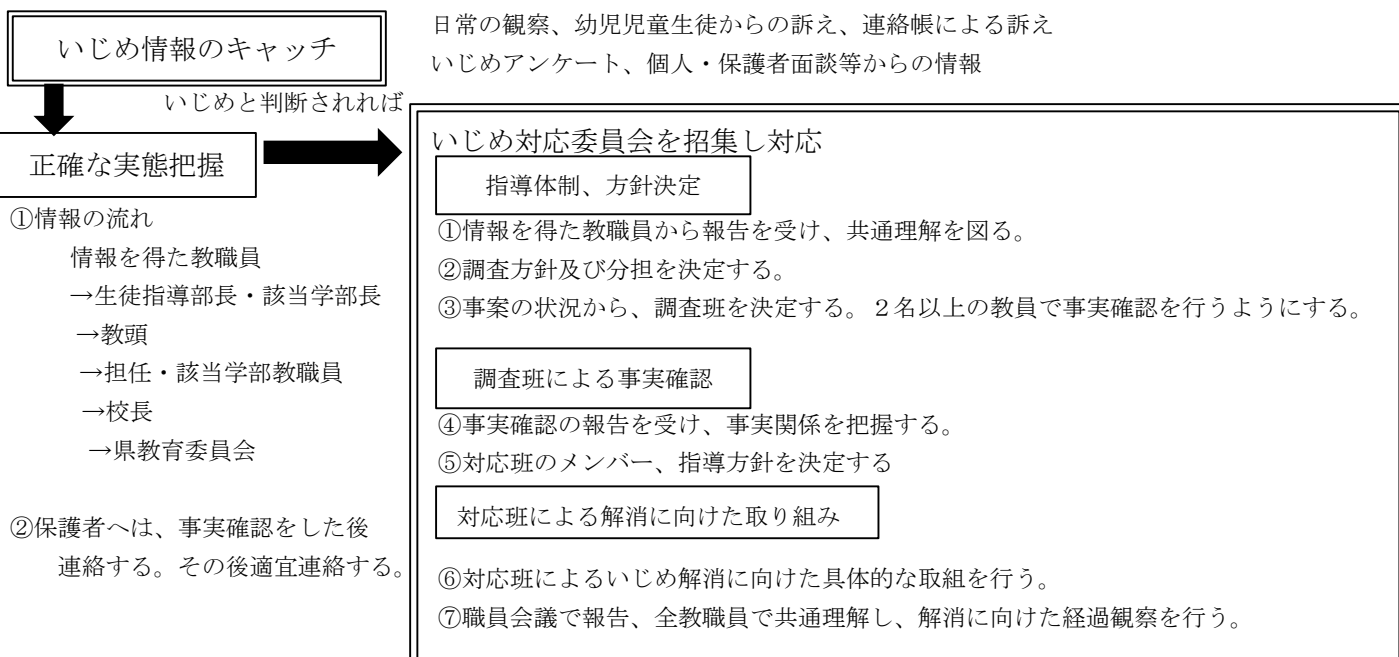 いじめ情報のキャッチ
日常の観察、幼児児童生徒からの訴え、連絡帳による訴え
いじめアンケート、個人・保護者面談等からの情報
いじめと判断されれば
正確な実態把握
①情報の流れ
情報を得た教職員
→生徒指導部長・該当学部長
→教頭
→担任・該当学部教職員
→校長
→県教育委員会
②保護者へは、事実確認をした後
連絡する。その後適宜連絡する。
いじめ対応委員会を招集し対応
指導体制、方針決定
①情報を得た教職員から報告を受け、共通理解を図る。
②調査方針及び分担を決定する。
③事案の状況から、調査班を決定する。２名以上の教員で事実確認を行うようにする。
調査班による事実確認
④事実確認の報告を受け、事実関係を把握する。
⑤対応班のメンバー、指導方針を決定する
対応班による解消に向けた取り組み
⑥対応班によるいじめ解消に向けた具体的な取組を行う。
⑦職員会議で報告、全教職員で共通理解し、解消に向けた経過観察を行う。